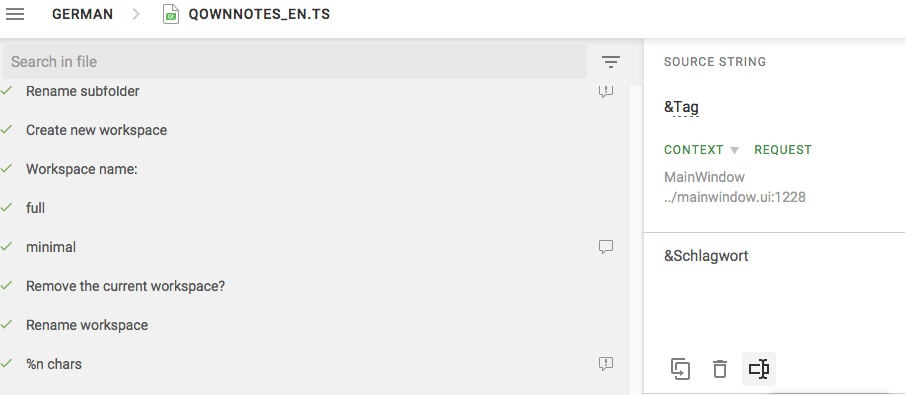 GERMAN
QOWNNOTES_EN.TS
Search in file
Rename subfolder
Create new workspace
Workspace name:
full
minimal
Remove the current workspace?
Rename workspace
%n chars
SOURCE STRING
&Tag
CONTEXT REQUEST
MainWindow
../mainwindow.ui:1228
&Schlagwort